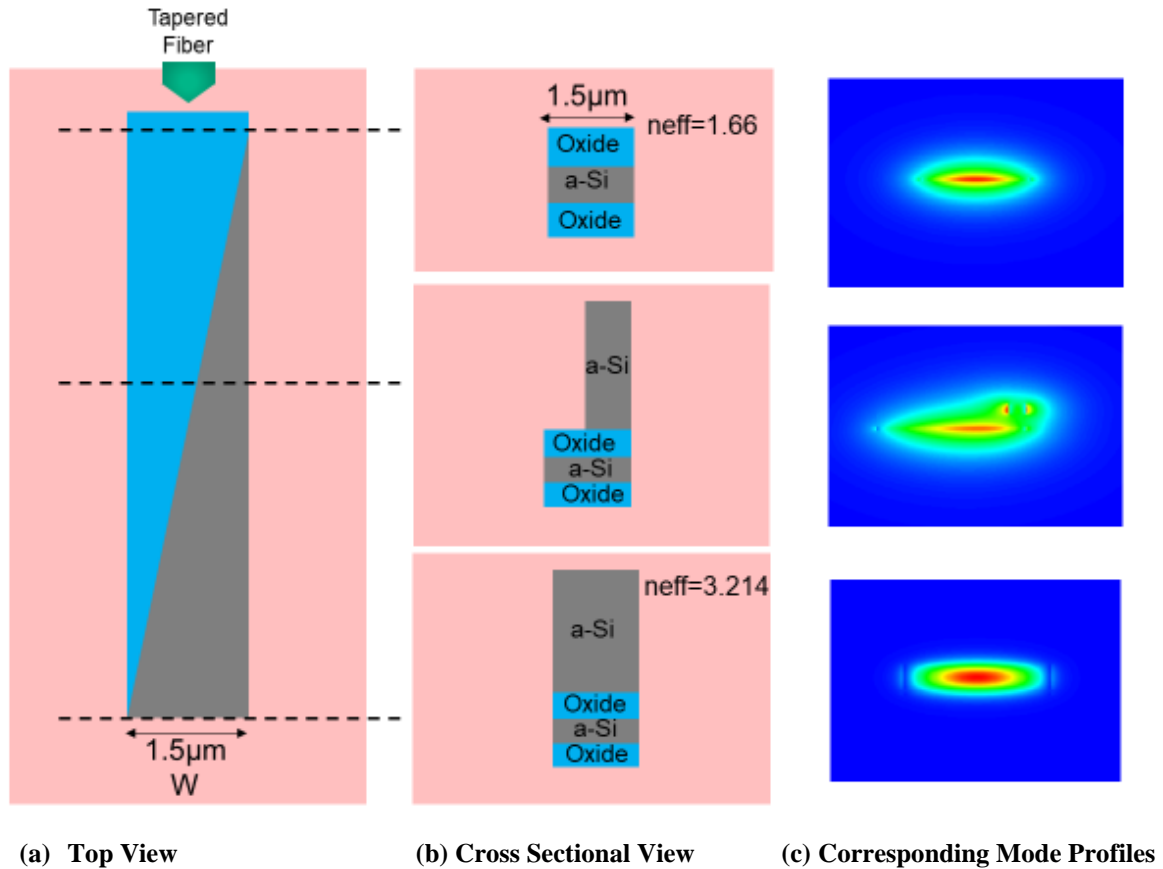 Tapered
Fiber
1.5μm
W
1.5μm
neff=1.66
Oxide
a-Si
Oxide
a-Si
Oxide
a-Si
Oxide
neff=3.214
a-Si
Oxide
a-Si
Oxide
(a) Top View
(b) Cross Sectional View
(c) Corresponding Mode Profiles